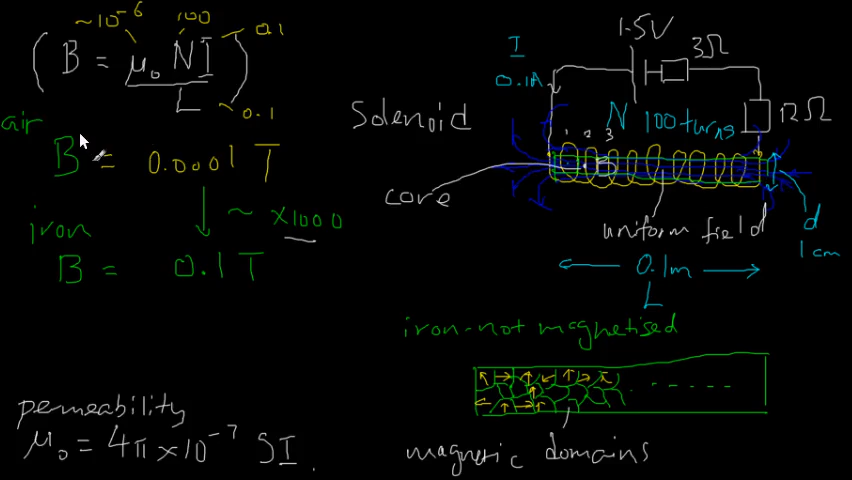 ~10⁻⁶ 100
(B = μ₀NI/L) 0.1
0.1
air
B = 0.0001 T
~ ×1000
iron
B = 0.1 T
permeability
μ₀ = 4π×10⁻⁷ SI.
1.5V
I
3Ω
0.1A
12Ω
Solenoid
N 100 turns
1 2 3
core
uniform field
d
1cm
0.1m
L
iron-not magnetised
magnetic domains